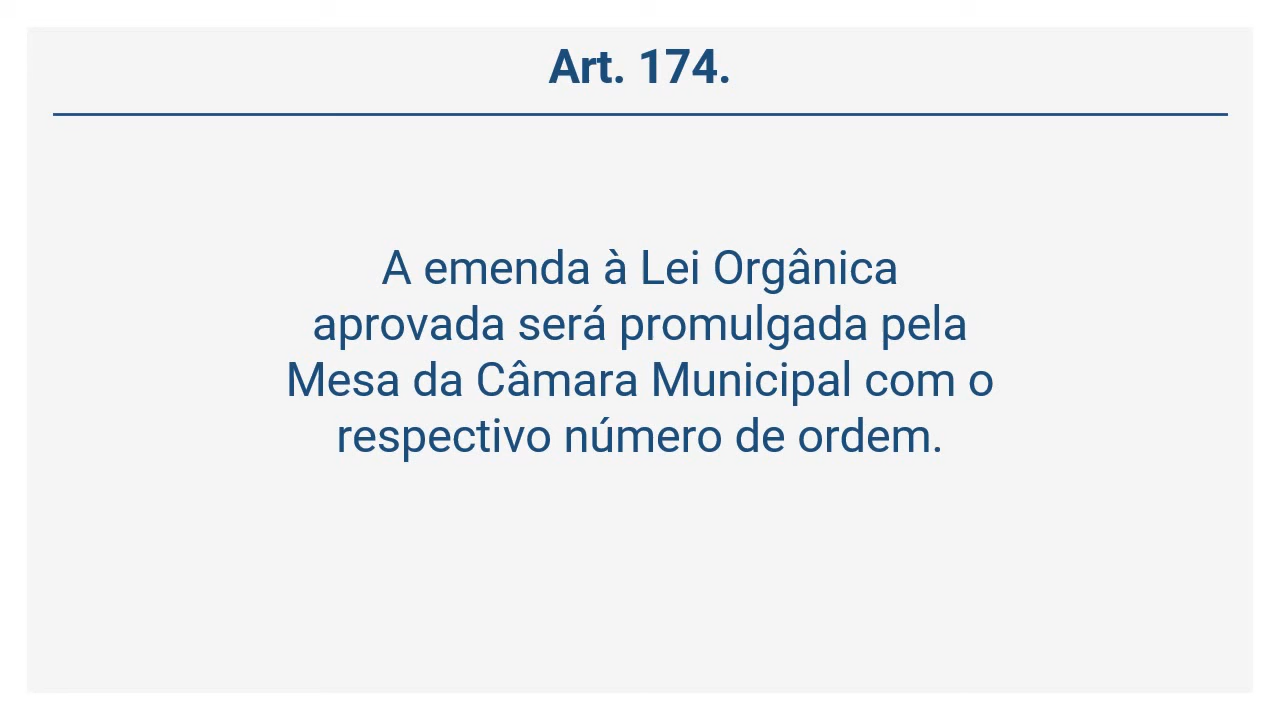 Art. 174.
A emenda à Lei Orgânica
aprovada será promulgada pela
Mesa da Câmara Municipal com o
respectivo número de ordem.